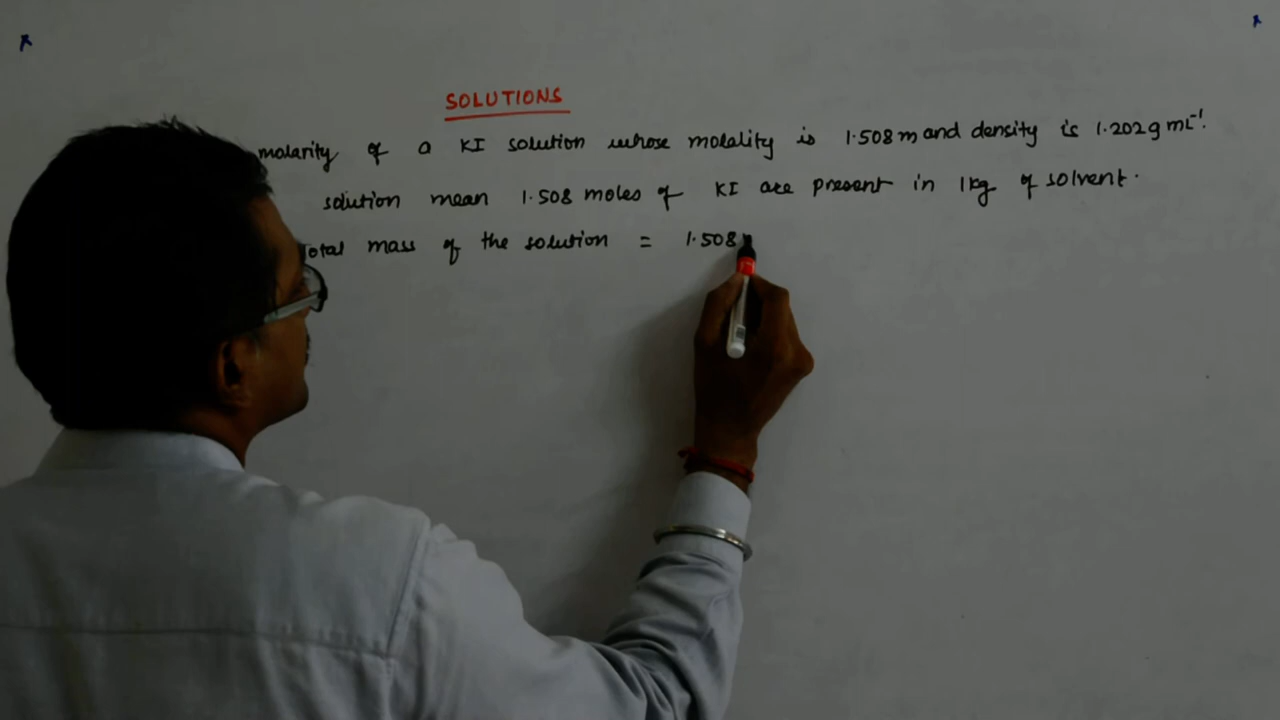 SOLUTIONS
molarity of a KI solution whose molality is 1.508 m and density is 1.202 g mL⁻¹.
solution mean 1.508 moles of KI are present in 1kg of solvent.
otal mass of the solution = 1.508